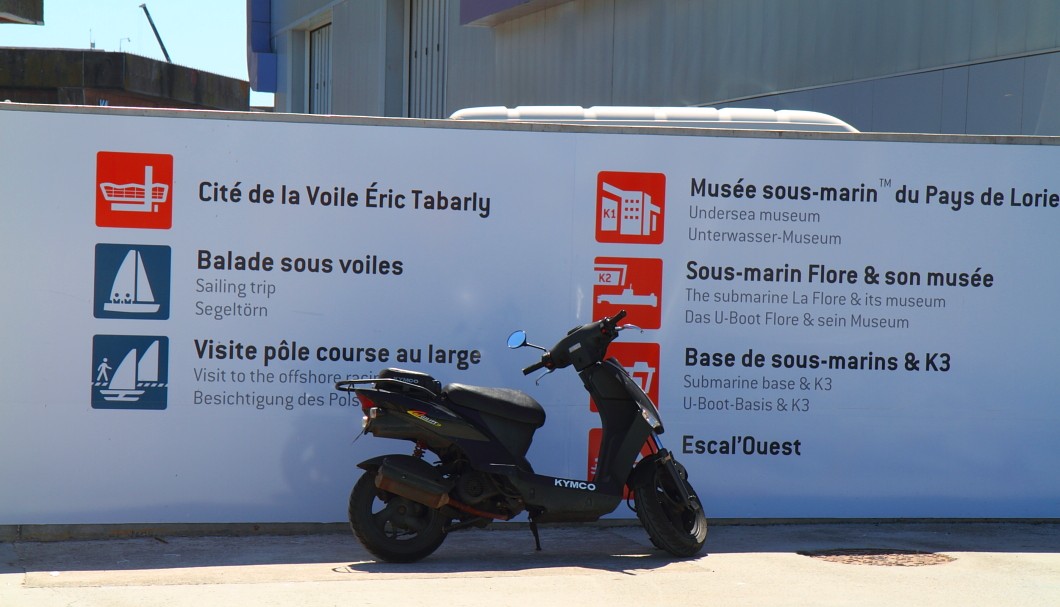 Cité de la Voile Éric Tabarly
Balade sous voiles
Sailing trip
Segeltörn
Visite pôle course au large
Visit to the offshore
Besichtigung des
K1
Musée sous-marin™ du Pays de
Undersea museum
Unterwasser-Museum
K2
Sous-marin Flore & son musée
The submarine La Flore & its museum
Das U-Boot Flore & sein Museum
Base de sous-marins & K3
Submarine base & K3
U-Boot-Basis & K3
Escal'Ouest
KYMCO